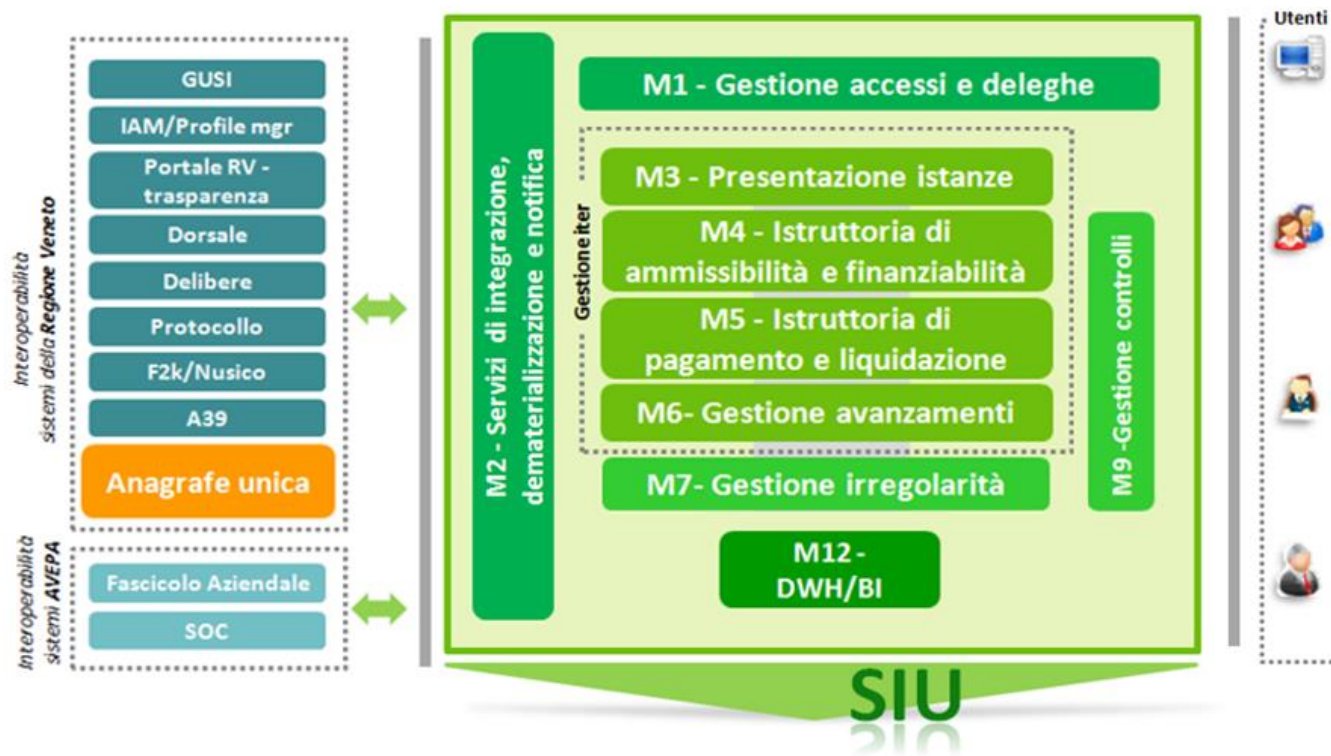 Interoperabilità
sistemi della Regione Veneto
GUSI
IAM/Profile mgr
Portale RV -
trasparenza
Dorsale
Delibere
Protocollo
F2k/Nusico
A39
Anagrafe unica
Interoperabilità
sistemi AVEPA
Fascicolo Aziendale
SOC
M2 - Servizi di integrazione,
dematerializzazione e notifica
M1 - Gestione accessi e deleghe
Gestione iter
M3 - Presentazione istanze
M4 - Istruttoria di
ammissibilità e finanziabilità
M5 - Istruttoria di
pagamento e liquidazione
M6- Gestione avanzamenti
M7- Gestione irregolarità
M9 -Gestione controlli
M12 -
DWH/BI
SIU
Utenti